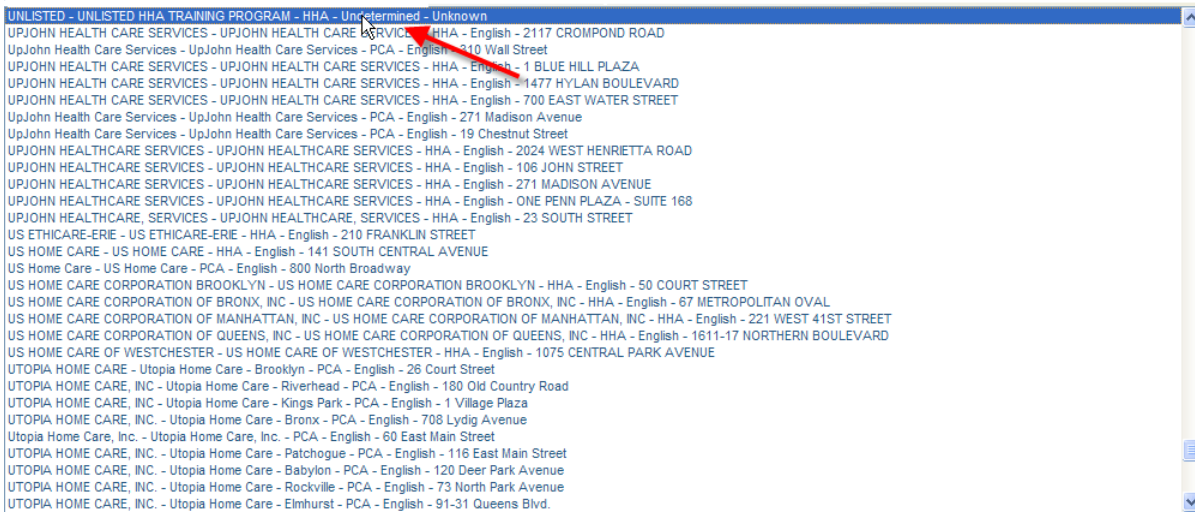 UNLISTED - UNLISTED HHA TRAINING PROGRAM - HHA - Undetermined - Unknown
UPJOHN HEALTH CARE SERVICES - UPJOHN HEALTH CARE SERVICES - HHA - English - 2117 CROMPOND ROAD
UpJohn Health Care Services - UpJohn Health Care Services - PCA - English - 310 Wall Street
UPJOHN HEALTH CARE SERVICES - UPJOHN HEALTH CARE SERVICES - HHA - English - 1 BLUE HILL PLAZA
UPJOHN HEALTH CARE SERVICES - UPJOHN HEALTH CARE SERVICES - HHA - English - 1477 HYLAN BOULEVARD
UPJOHN HEALTH CARE SERVICES - UPJOHN HEALTH CARE SERVICES - HHA - English - 700 EAST WATER STREET
UpJohn Health Care Services - UpJohn Health Care Services - PCA - English - 271 Madison Avenue
UpJohn Health Care Services - UpJohn Health Care Services - PCA - English - 19 Chestnut Street
UPJOHN HEALTHCARE SERVICES - UPJOHN HEALTHCARE SERVICES - HHA - English - 2024 WEST HENRIETTA ROAD
UPJOHN HEALTHCARE SERVICES - UPJOHN HEALTHCARE SERVICES - HHA - English - 106 JOHN STREET
UPJOHN HEALTHCARE SERVICES - UPJOHN HEALTHCARE SERVICES - HHA - English - 271 MADISON AVENUE
UPJOHN HEALTHCARE SERVICES - UPJOHN HEALTHCARE SERVICES - HHA - English - ONE PENN PLAZA - SUITE 168
UPJOHN HEALTHCARE, SERVICES - UPJOHN HEALTHCARE, SERVICES - HHA - English - 23 SOUTH STREET
US ETHICARE-ERIE - US ETHICARE-ERIE - HHA - English - 210 FRANKLIN STREET
US HOME CARE - US HOME CARE - HHA - English - 141 SOUTH CENTRAL AVENUE
US Home Care - US Home Care - PCA - English - 800 North Broadway
US HOME CARE CORPORATION BROOKLYN - US HOME CARE CORPORATION BROOKLYN - HHA - English - 50 COURT STREET
US HOME CARE CORPORATION OF BRONX, INC - US HOME CARE CORPORATION OF BRONX, INC - HHA - English - 67 METROPOLITAN OVAL
US HOME CARE CORPORATION OF MANHATTAN, INC - US HOME CARE CORPORATION OF MANHATTAN, INC - HHA - English - 221 WEST 41ST STREET
US HOME CARE CORPORATION OF QUEENS, INC - US HOME CARE CORPORATION OF QUEENS, INC - HHA - English - 1611-17 NORTHERN BOULEVARD
US HOME CARE OF WESTCHESTER - US HOME CARE OF WESTCHESTER - HHA - English - 1075 CENTRAL PARK AVENUE
UTOPIA HOME CARE - Utopia Home Care - Brooklyn - PCA - English - 26 Court Street
UTOPIA HOME CARE, INC - Utopia Home Care - Riverhead - PCA - English - 180 Old Country Road
UTOPIA HOME CARE, INC - Utopia Home Care - Kings Park - PCA - English - 1 Village Plaza
UTOPIA HOME CARE, INC. - Utopia Home Care - Bronx - PCA - English - 708 Lydig Avenue
Utopia Home Care, Inc. - Utopia Home Care, Inc. - PCA - English - 60 East Main Street
UTOPIA HOME CARE, INC. - Utopia Home Care - Patchogue - PCA - English - 116 East Main Street
UTOPIA HOME CARE, INC. - Utopia Home Care - Babylon - PCA - English - 120 Deer Park Avenue
UTOPIA HOME CARE, INC. - Utopia Home Care - Rockville - PCA - English - 73 North Park Avenue
UTOPIA HOME CARE, INC. - Utopia Home Care - Elmhurst - PCA - English - 91-31 Queens Blvd.